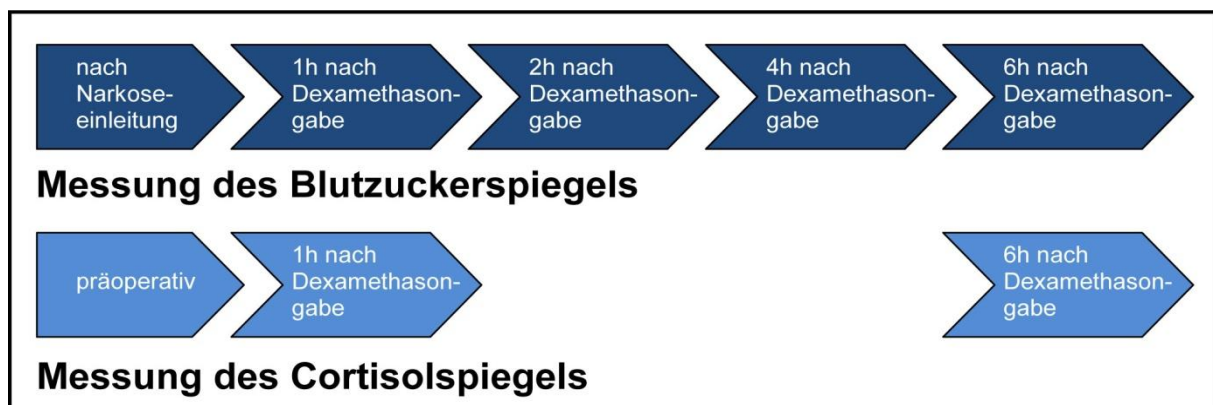 nach
Narkose-
einleitung
1h nach
Dexamethason-
gabe
2h nach
Dexamethason-
gabe
4h nach
Dexamethason-
gabe
6h nach
Dexamethason-
gabe
Messung des Blutzuckerspiegels
präoperativ
1h nach
Dexamethason-
gabe
6h nach
Dexamethason-
gabe
Messung des Cortisolspiegels